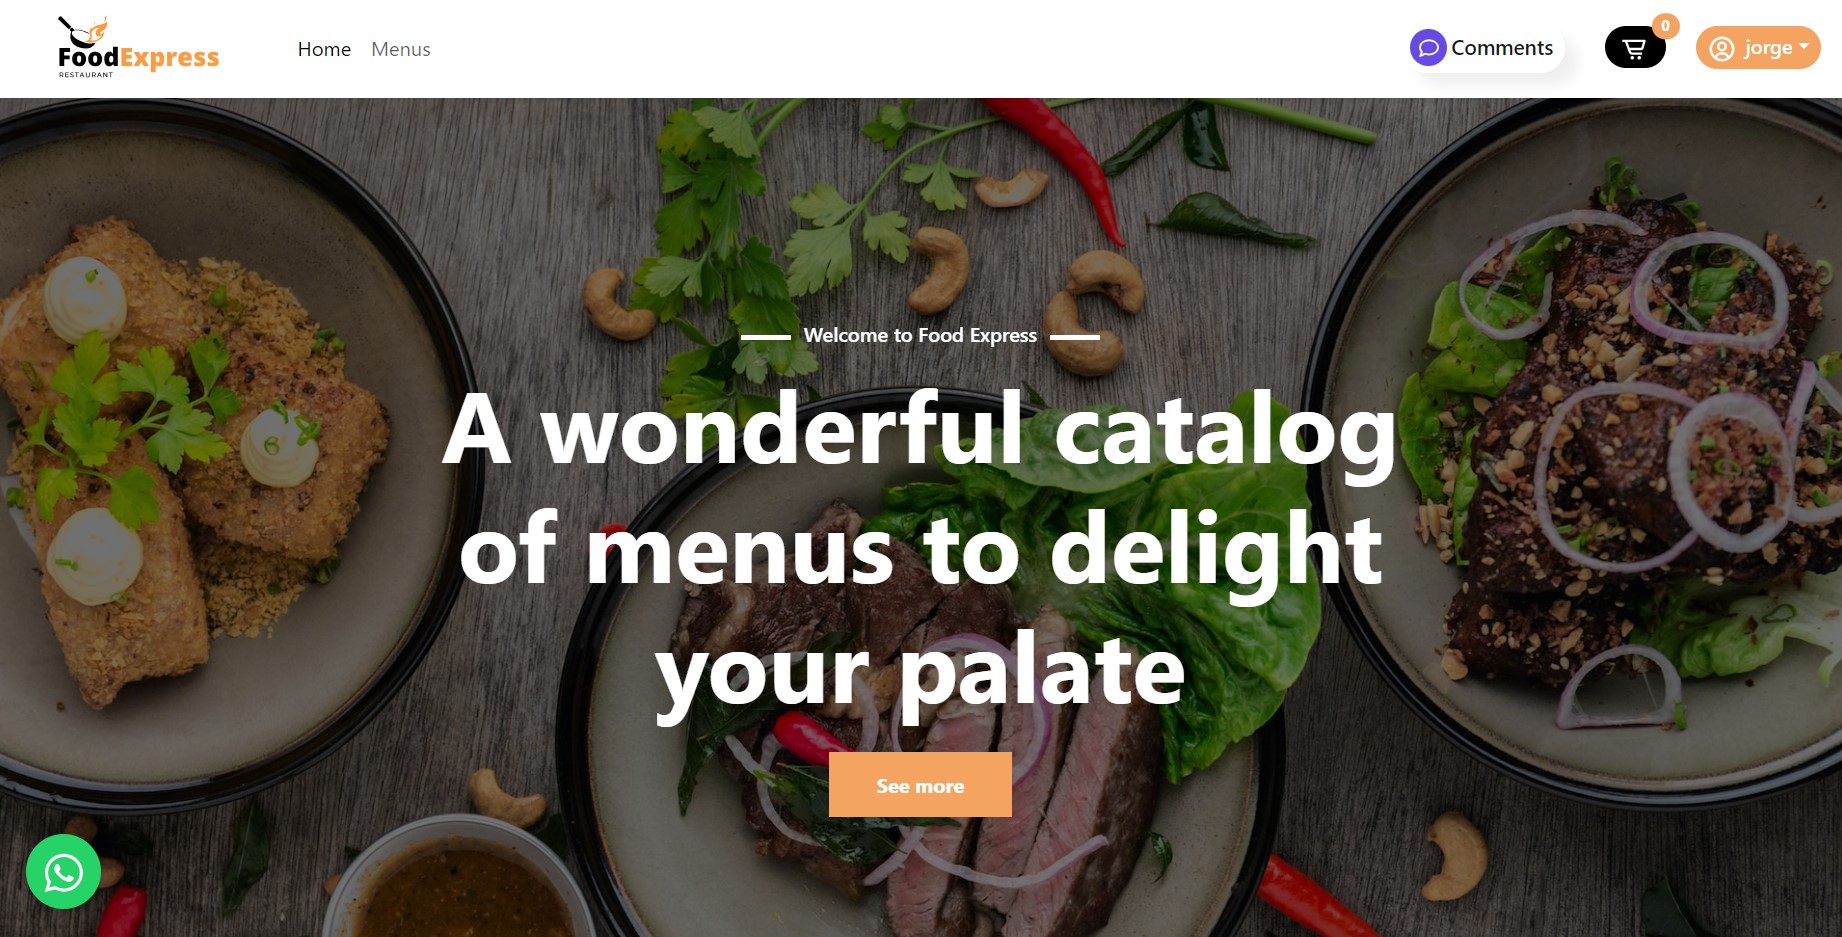 FoodExpress
RESTAURANT
Home
Menus
Comments
0
jorge
Welcome to Food Express
A wonderful catalog
of menus to delight
your palate
See more